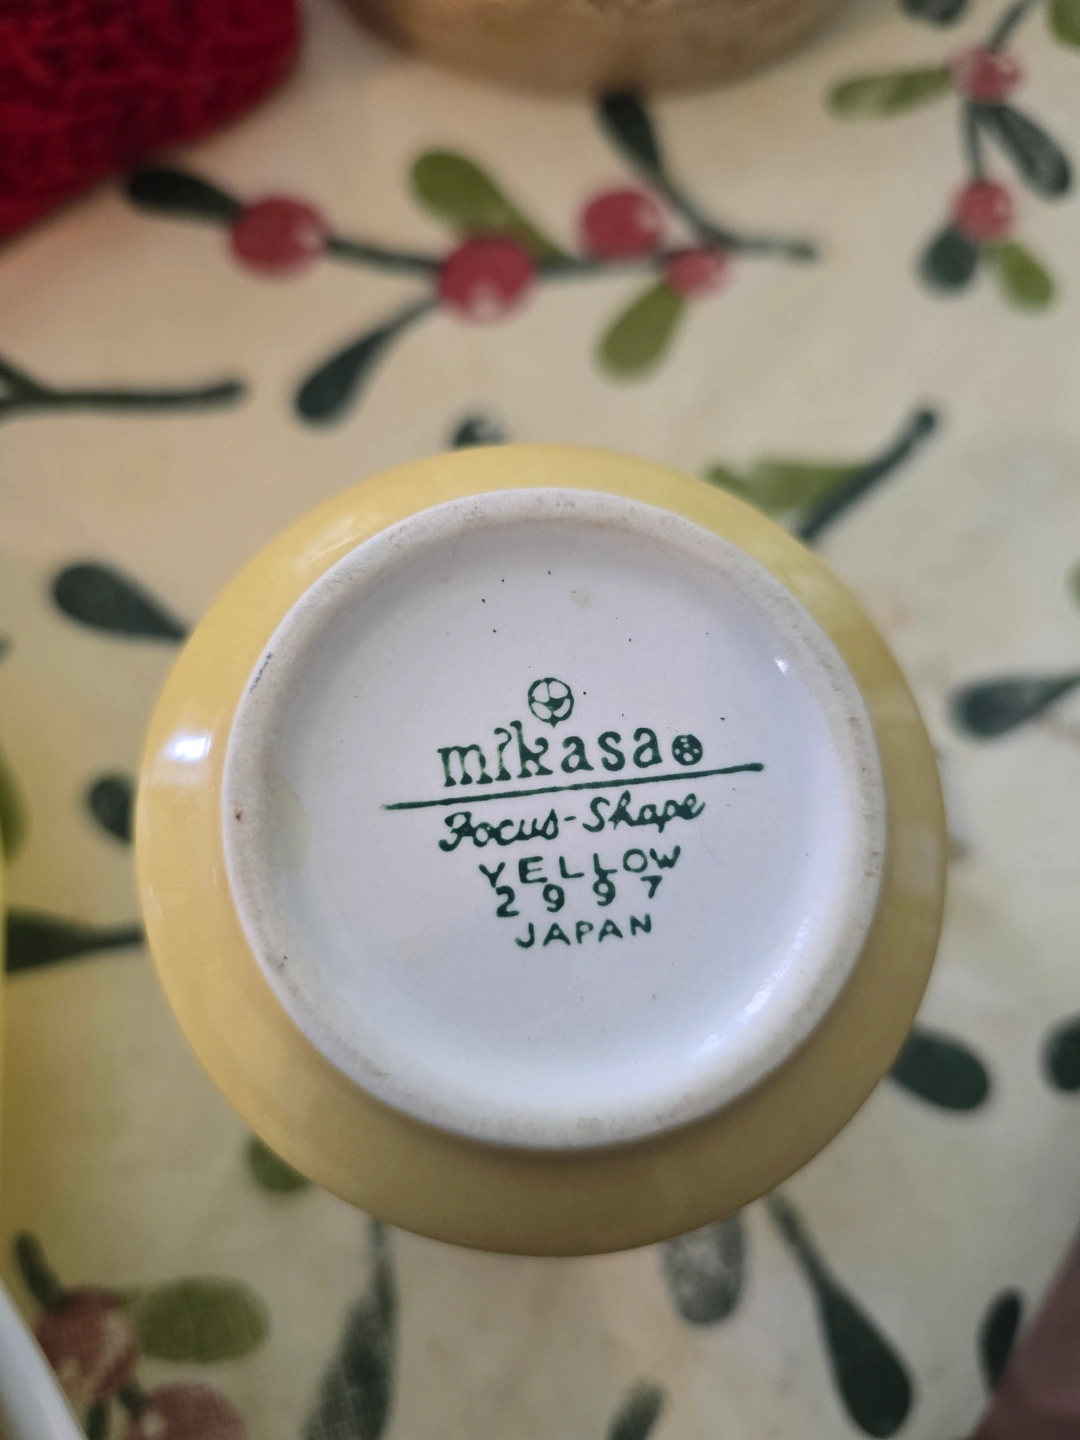 mikasa
Focus-Shape
YELLOW
2997
JAPAN